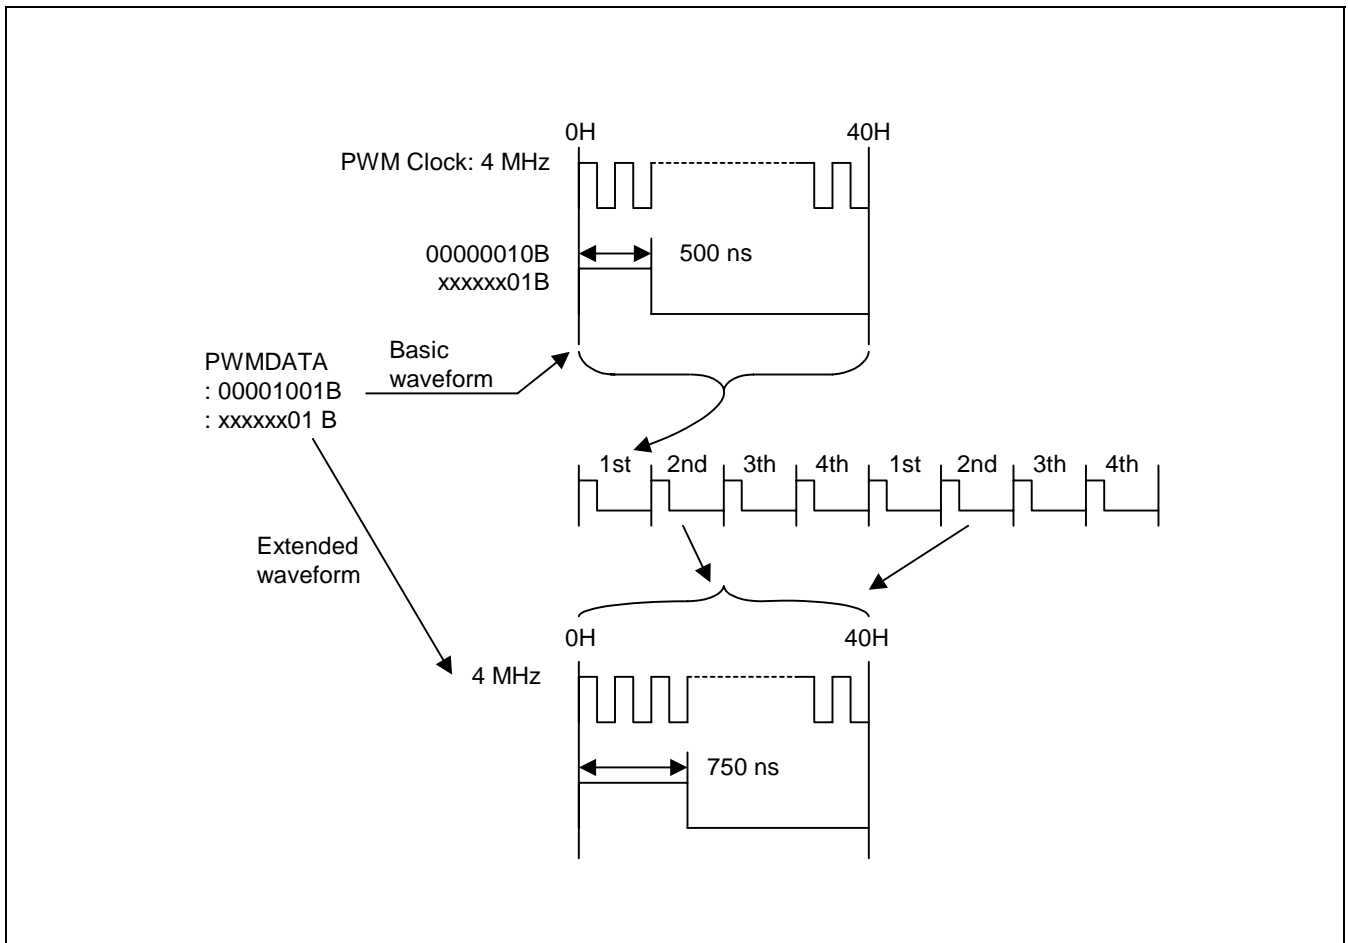 0H 40H
PWM Clock: 4 MHz
00000010B 500 ns
xxxxxx01B
PWMDATA
: 00001001B
: xxxxxx01 B
Basic
waveform
1st 2nd 3th 4th 1st 2nd 3th 4th
Extended
waveform
0H 40H
4 MHz
750 ns